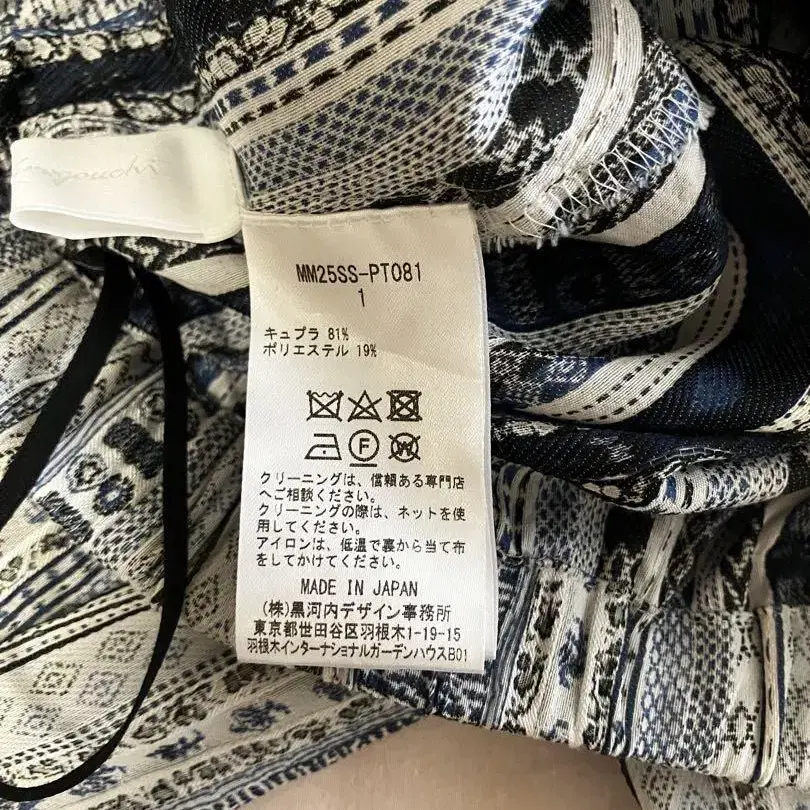 MM25SS-PT081
1
キュプラ 81%
ポリエステル 19%
F
W
クリーニングは、信頼ある専門店
へご相談ください。
クリーニングの際は、ネットを使
用してください。
アイロンは、低温で裏から当て布
をしてかけてください。
MADE IN JAPAN
(株)黒河内デザイン事務所
東京都世田谷区羽根木1-19-15
羽根木インターナショナルガーデンハウスB01